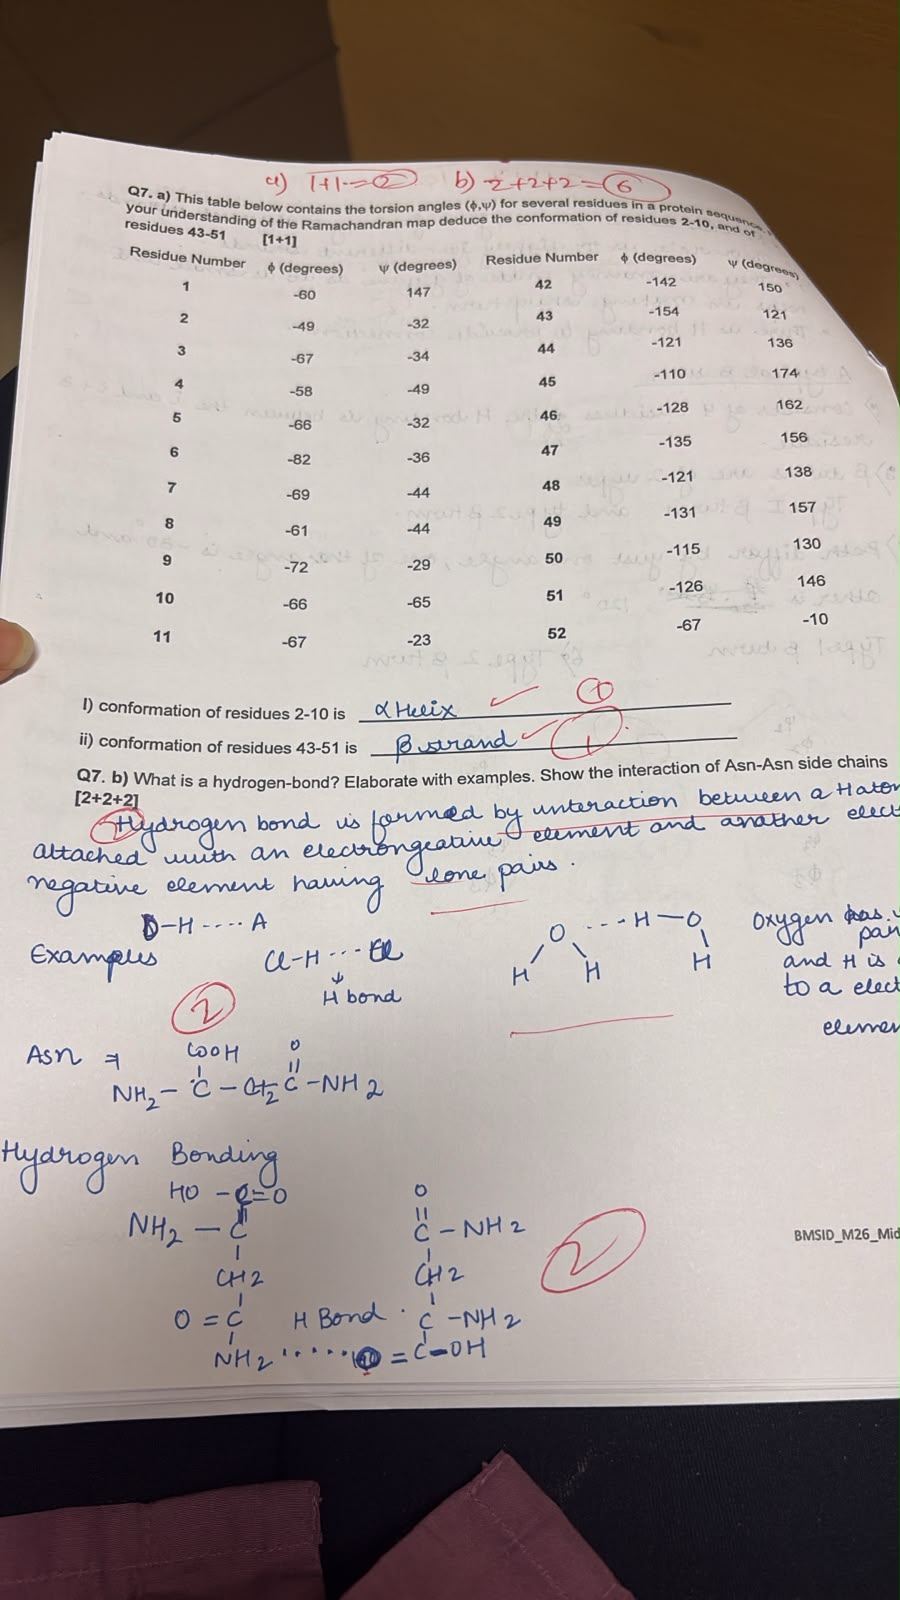 a) 1+1 = 2 b) 2+2+2 = 6
Q7. a) This table below contains the torsion angles (ϕ,ψ) for several residues in a protein sequence.
your understanding of the Ramachandran map deduce the conformation of residues 2-10, and of
residues 43-51 [1+1]
Residue Number ϕ (degrees) ψ (degrees) Residue Number ϕ (degrees) ψ (degrees)
1 -60 147 42 -142 150
2 -49 -32 43 -154 121
3 -67 -34 44 -121 136
4 -58 -49 45 -110 174
5 -66 -32 46 -128 162
6 -82 -36 47 -135 156
7 -69 -44 48 -121 138
8 -61 -44 49 -131 157
9 -72 -29 50 -115 130
10 -66 -65 51 -126 146
11 -67 -23 52 -67 -10
I) conformation of residues 2-10 is α Helix 1
ii) conformation of residues 43-51 is β strand 1
Q7. b) What is a hydrogen-bond? Elaborate with examples. Show the interaction of Asn-Asn side chains
[2+2+2]
2
Hydrogen bond is formed by interaction between a H atom
attached with an electrongeative element and another elect
negative element having lone pairs.
D-H ---- A
Examples Cl-H --- Cl
H bond
O --- H-O
H H H
Oxygen has
pair
and H is
to a elect
elemen
2
Asn ⇒ COOH O
NH2 - C - CH2 C - NH2
Hydrogen Bonding
HO - C = O O
NH2 - C C - NH2
CH2 CH2
O = C H Bond C - NH2
NH2 ...... O = C - OH
2
BMSID_M26_Mid